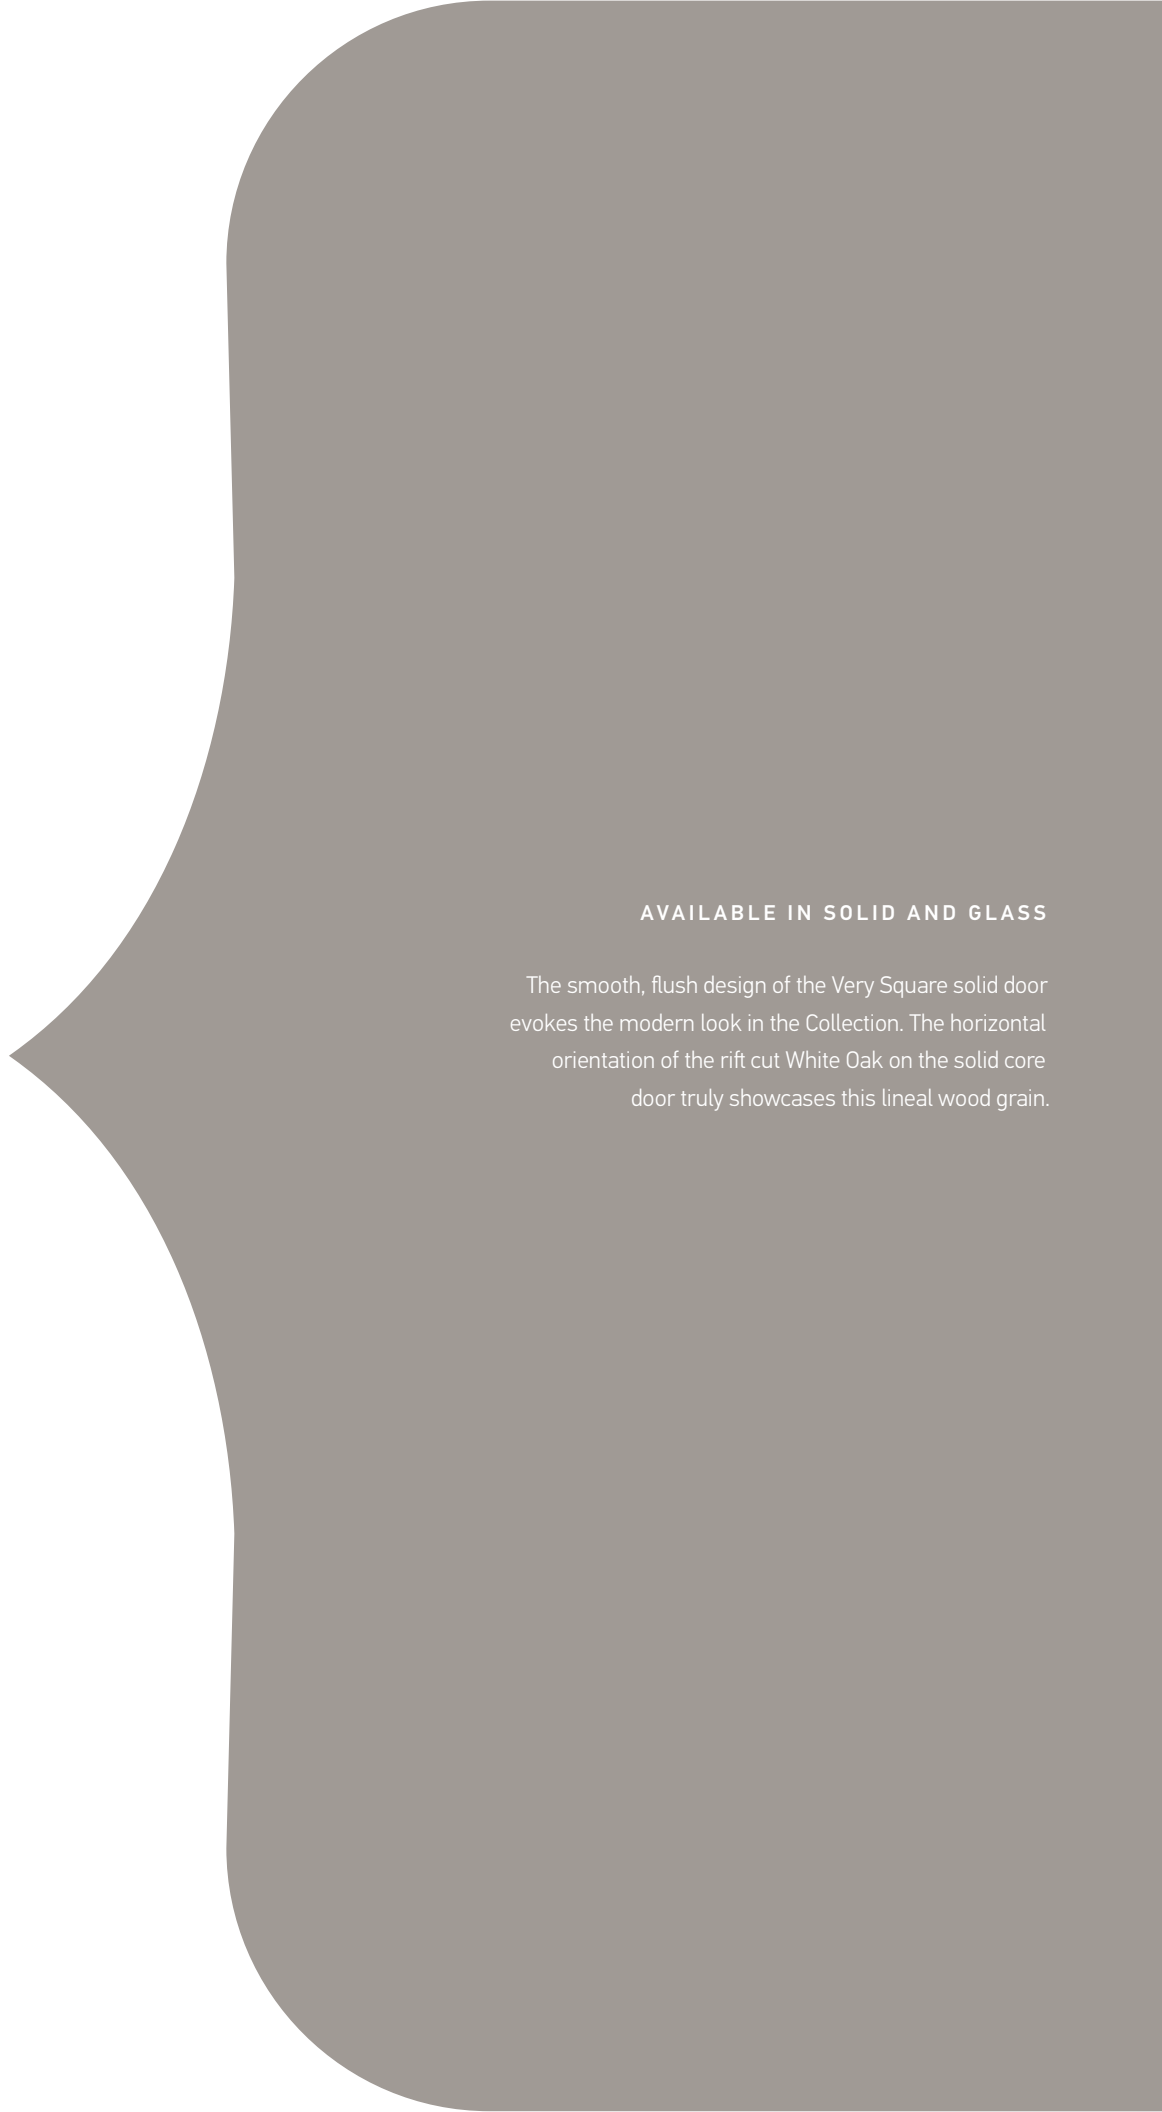 AVAILABLE IN SOLID AND GLASS
The smooth, flush design of the Very Square solid door
evokes the modern look in the Collection. The horizontal
orientation of the rift cut White Oak on the solid core
door truly showcases this lineal wood grain.